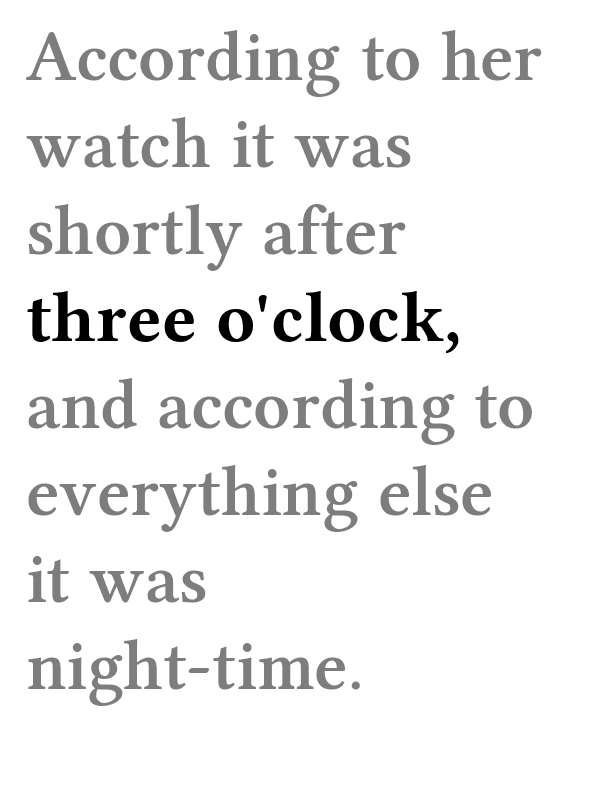 According to her
watch it was
shortly after
three o'clock,
and according to
everything else
it was
night-time.